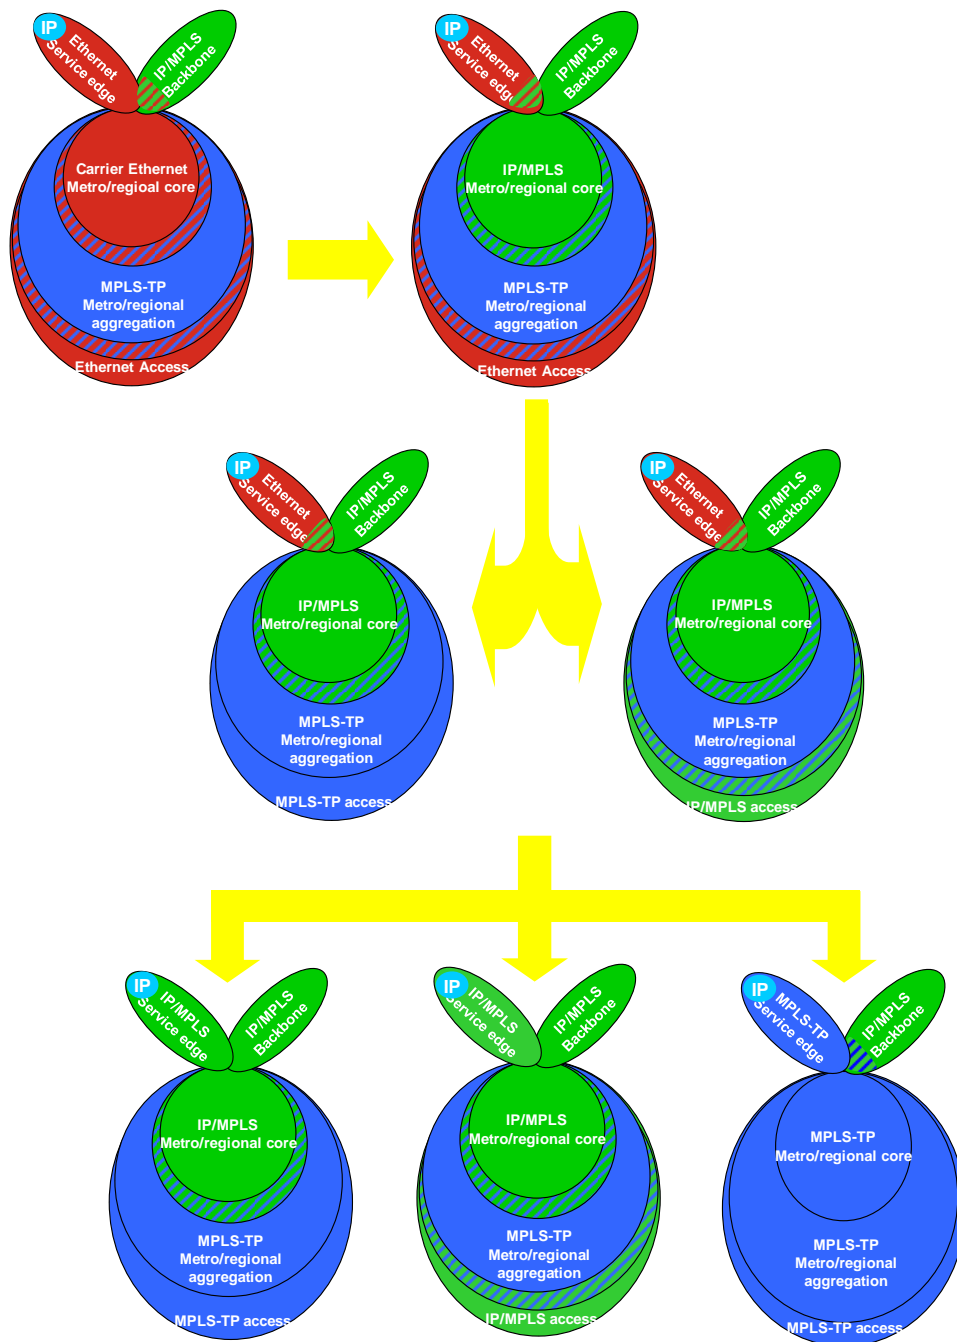 IP
Ethernet
Service edge
IP/MPLS
Backbone
Carrier Ethernet
Metro/regioal core
MPLS-TP
Metro/regional
aggregation
Ethernet Access
IP
Ethernet
Service edge
IP/MPLS
Backbone
IP/MPLS
Metro/regional core
MPLS-TP
Metro/regional
aggregation
Ethernet Access
IP
Ethernet
Service edge
IP/MPLS
Backbone
IP/MPLS
Metro/regional core
MPLS-TP
Metro/regional
aggregation
MPLS-TP access
IP
Ethernet
Service edge
IP/MPLS
Backbone
IP/MPLS
Metro/regional core
MPLS-TP
Metro/regional
aggregation
IP/MPLS access
IP
IP/MPLS
Service edge
IP/MPLS
Backbone
IP/MPLS
Metro/regional core
MPLS-TP
Metro/regional
aggregation
MPLS-TP access
IP
IP/MPLS
Service edge
IP/MPLS
Backbone
IP/MPLS
Metro/regional core
MPLS-TP
Metro/regional
aggregation
IP/MPLS access
IP
MPLS-TP
Service edge
IP/MPLS
Backbone
MPLS-TP
Metro/regional core
MPLS-TP
Metro/regional
aggregation
MPLS-TP access